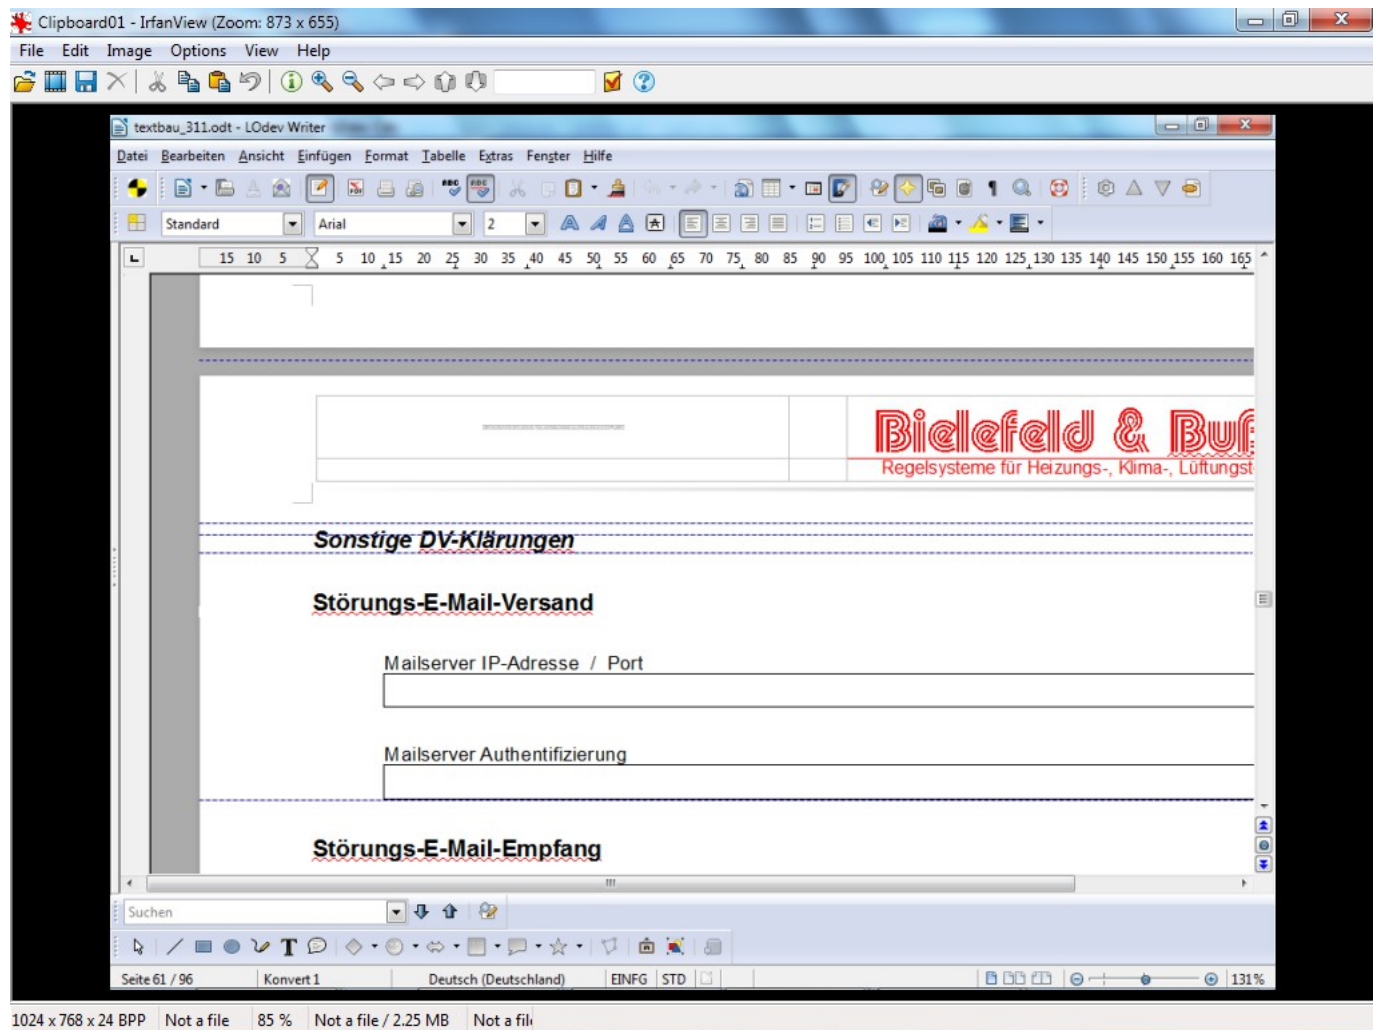 Clipboard01 - IrfanView (Zoom: 873 x 655)
File Edit Image Options View Help
textbau_311.odt - LOdev Writer
Datei Bearbeiten Ansicht Einfügen Format Tabelle Extras Fenster Hilfe
Standard Arial 2
15 10 5 5 10 15 20 25 30 35 40 45 50 55 60 65 70 75 80 85 90 95 100 105 110 115 120 125 130 135 140 145 150 155 160 165
Bielefeld & Buß
Regelsysteme für Heizungs-, Klima-, Lüftungst
Sonstige DV-Klärungen
Störungs-E-Mail-Versand
Mailserver IP-Adresse / Port
Mailserver Authentifizierung
Störungs-E-Mail-Empfang
Suchen
Seite 61 / 96 Konvert 1 Deutsch (Deutschland) EINFG STD 131%
1024 x 768 x 24 BPP Not a file 85 % Not a file / 2.25 MB Not a fil